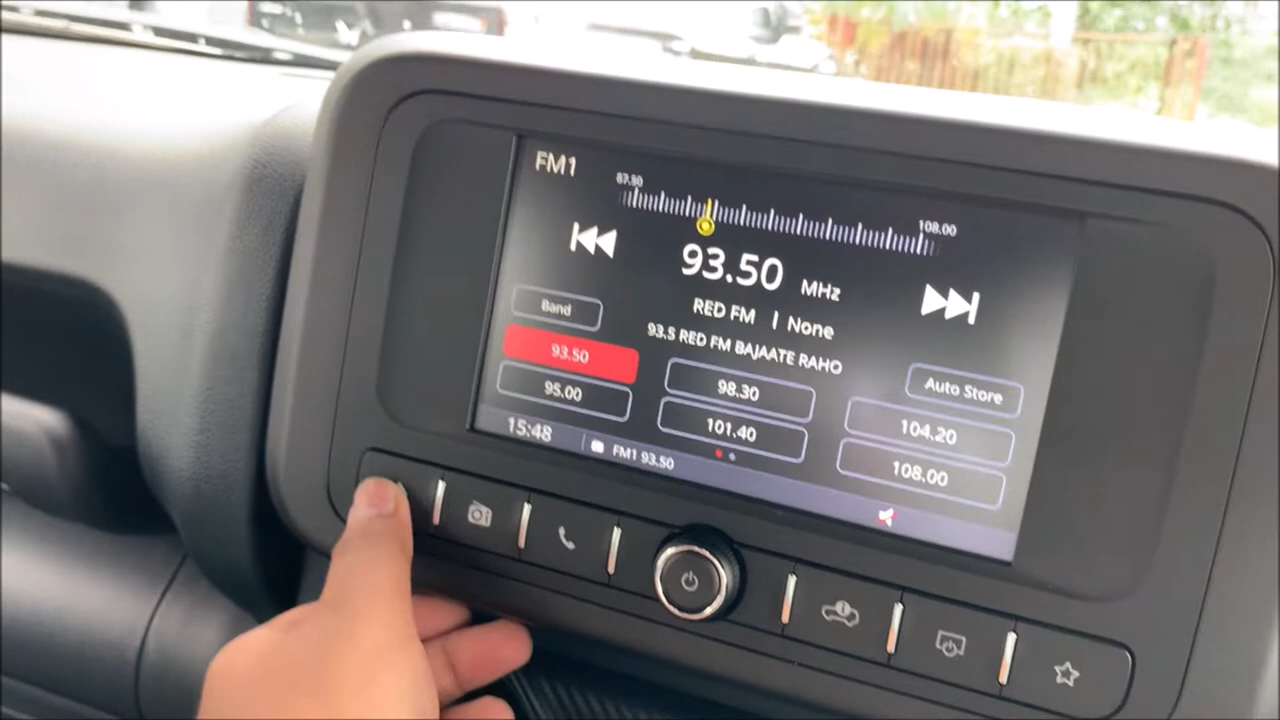 FM1
87.50
108.00
93.50 MHz
RED FM | None
93.5 RED FM BAJAATE RAHO
Band
Auto Store
93.50
98.30
104.20
95.00
101.40
108.00
15:48
FM1 93.50